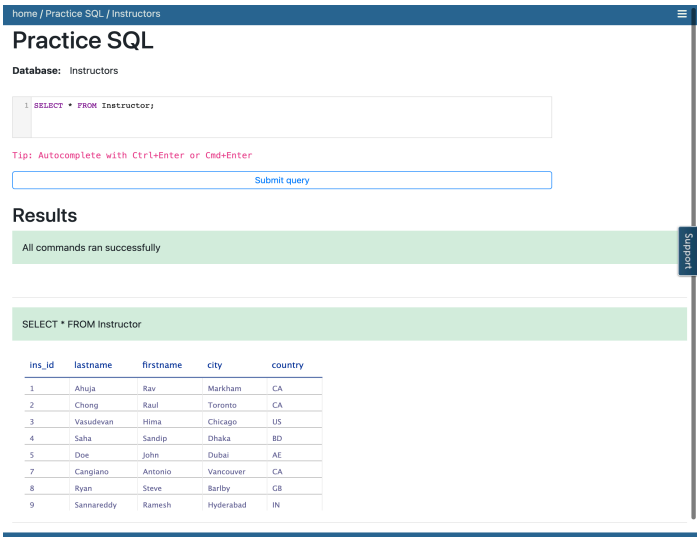 home / Practice SQL / Instructors
Practice SQL
Database: Instructors
1 SELECT * FROM Instructor;
Tip: Autocomplete with Ctrl+Enter or Cmd+Enter
Submit query
Results
All commands ran successfully
Support
SELECT * FROM Instructor
ins_id lastname firstname city country
1 Ahuja Rav Markham CA
2 Chong Raul Toronto CA
3 Vasudevan Hima Chicago US
4 Saha Sandip Dhaka BD
5 Doe John Dubai AE
7 Cangiano Antonio Vancouver CA
8 Ryan Steve Barlby GB
9 Sannareddy Ramesh Hyderabad IN